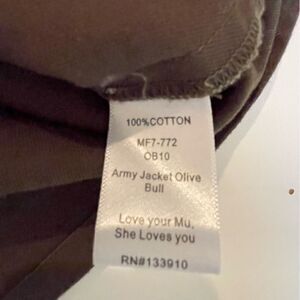 100%COTTON
MF7-772
OB10
Army Jacket Olive
Bull
Love your Mu,
She Loves you
RN#133910